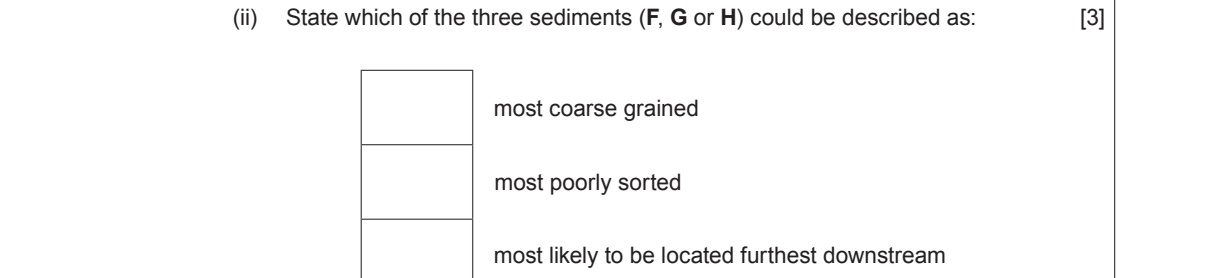 (ii) State which of the three sediments (F, G or H) could be described as: [3]
most coarse grained
most poorly sorted
most likely to be located furthest downstream